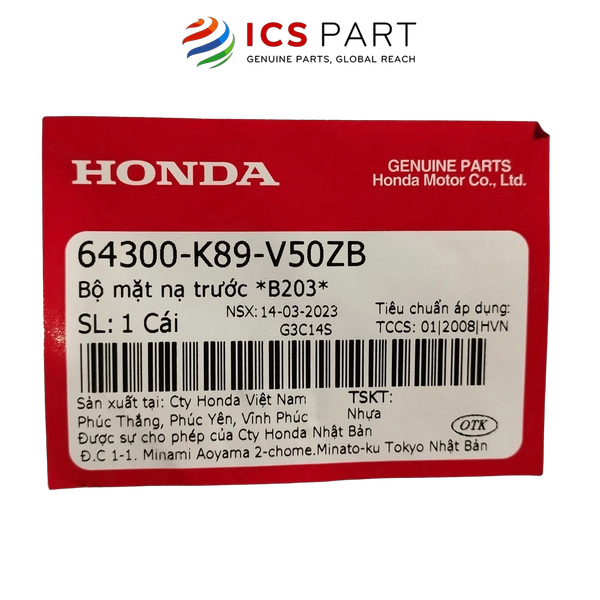 ICS PART
GENUINE PARTS, GLOBAL REACH
HONDA
GENUINE PARTS
Honda Motor Co., Ltd.
64300-K89-V50ZB
Bộ mặt nạ trước *B203*
SL: 1 Cái
NSX: 14-03-2023
G3C14S
Tiêu chuẩn áp dụng:
TCCS: 01|2008|HVN
Sản xuất tại: Cty Honda Việt Nam
Phúc Thắng, Phúc Yên, Vĩnh Phúc
TSKT:
Nhựa
Được sự cho phép của Cty Honda Nhật Bản
Đ.C 1-1. Minami Aoyama 2-chome.Minato-ku Tokyo Nhật Bản
OTK